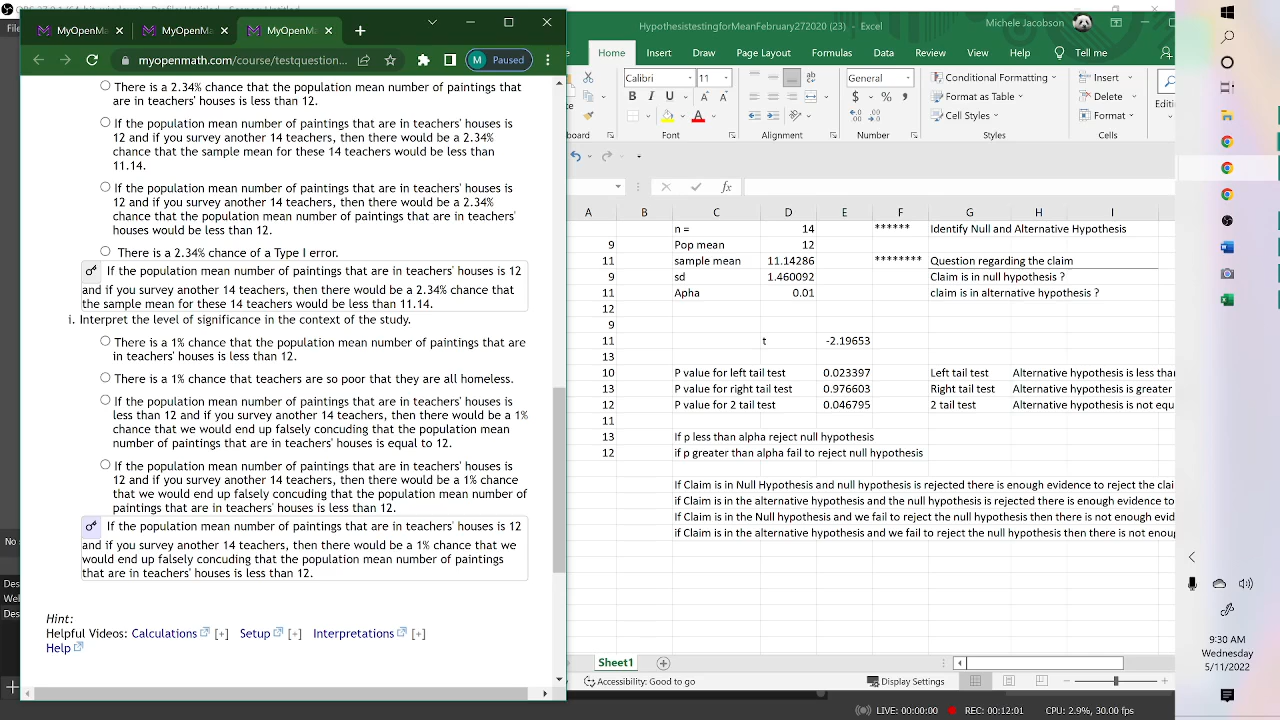 HypothesistestingforMeanFebruary272020 (23) - Excel
Michele Jacobson
MyOpenMa
MyOpenMa
MyOpenMa
myopenmath.com/course/testquestion...
M Paused
File
Home Insert Draw Page Layout Formulas Data Review View Help Tell me
Calibri 11
General
Conditional Formatting
Format as Table
Cell Styles
Insert
Delete
Format
Font Alignment Number Styles Cells
There is a 2.34% chance that the population mean number of paintings that
are in teachers' houses is less than 12.
If the population mean number of paintings that are in teachers' houses is
12 and if you survey another 14 teachers, then there would be a 2.34%
chance that the sample mean for these 14 teachers would be less than
11.14.
If the population mean number of paintings that are in teachers' houses is
12 and if you survey another 14 teachers, then there would be a 2.34%
chance that the population mean number of paintings that are in teachers'
houses would be less than 12.
There is a 2.34% chance of a Type I error.
If the population mean number of paintings that are in teachers' houses is 12
and if you survey another 14 teachers, then there would be a 2.34% chance that
the sample mean for these 14 teachers would be less than 11.14.
i. Interpret the level of significance in the context of the study.
There is a 1% chance that the population mean number of paintings that are
in teachers' houses is less than 12.
There is a 1% chance that teachers are so poor that they are all homeless.
If the population mean number of paintings that are in teachers' houses is
less than 12 and if you survey another 14 teachers, then there would be a 1%
chance that we would end up falsely concuding that the population mean
number of paintings that are in teachers' houses is equal to 12.
If the population mean number of paintings that are in teachers' houses is
12 and if you survey another 14 teachers, then there would be a 1% chance
that we would end up falsely concuding that the population mean number of
paintings that are in teachers' houses is less than 12.
If the population mean number of paintings that are in teachers' houses is 12
and if you survey another 14 teachers, then there would be a 1% chance that we
would end up falsely concuding that the population mean number of paintings
that are in teachers' houses is less than 12.
Hint:
Helpful Videos: Calculations [+] Setup [+] Interpretations [+]
Help
A B C D E F G H I
n = 14 ****** Identify Null and Alternative Hypothesis
9 Pop mean 12
11 sample mean 11.14286 ******** Question regarding the claim
9 sd 1.460092 Claim is in null hypothesis ?
11 Apha 0.01 claim is in alternative hypothesis ?
12
9
11 t -2.19653
13
10 P value for left tail test 0.023397 Left tail test Alternative hypothesis is less tha
13 P value for right tail test 0.976603 Right tail test Alternative hypothesis is greater
12 P value for 2 tail test 0.046795 2 tail test Alternative hypothesis is not equ
11
13 If p less than alpha reject null hypothesis
12 if p greater than alpha fail to reject null hypothesis
If Claim is in Null Hypothesis and null hypothesis is rejected there is enough evidence to reject the clai
if Claim is in the alternative hypothesis and the null hypothesis is rejected there is enough evidence to
If Claim is in the Null hypothesis and we fail to reject the null hypothesis then there is not enough evid
if Claim is in the alternative hypothesis and we fail to reject the null hypothesis then there is not enoug
Sheet1
Accessibility: Good to go
Display Settings
LIVE: 00:00:00 REC: 00:12:01 CPU: 2.9%, 30.00 fps
9:30 AM
Wednesday
5/11/2022